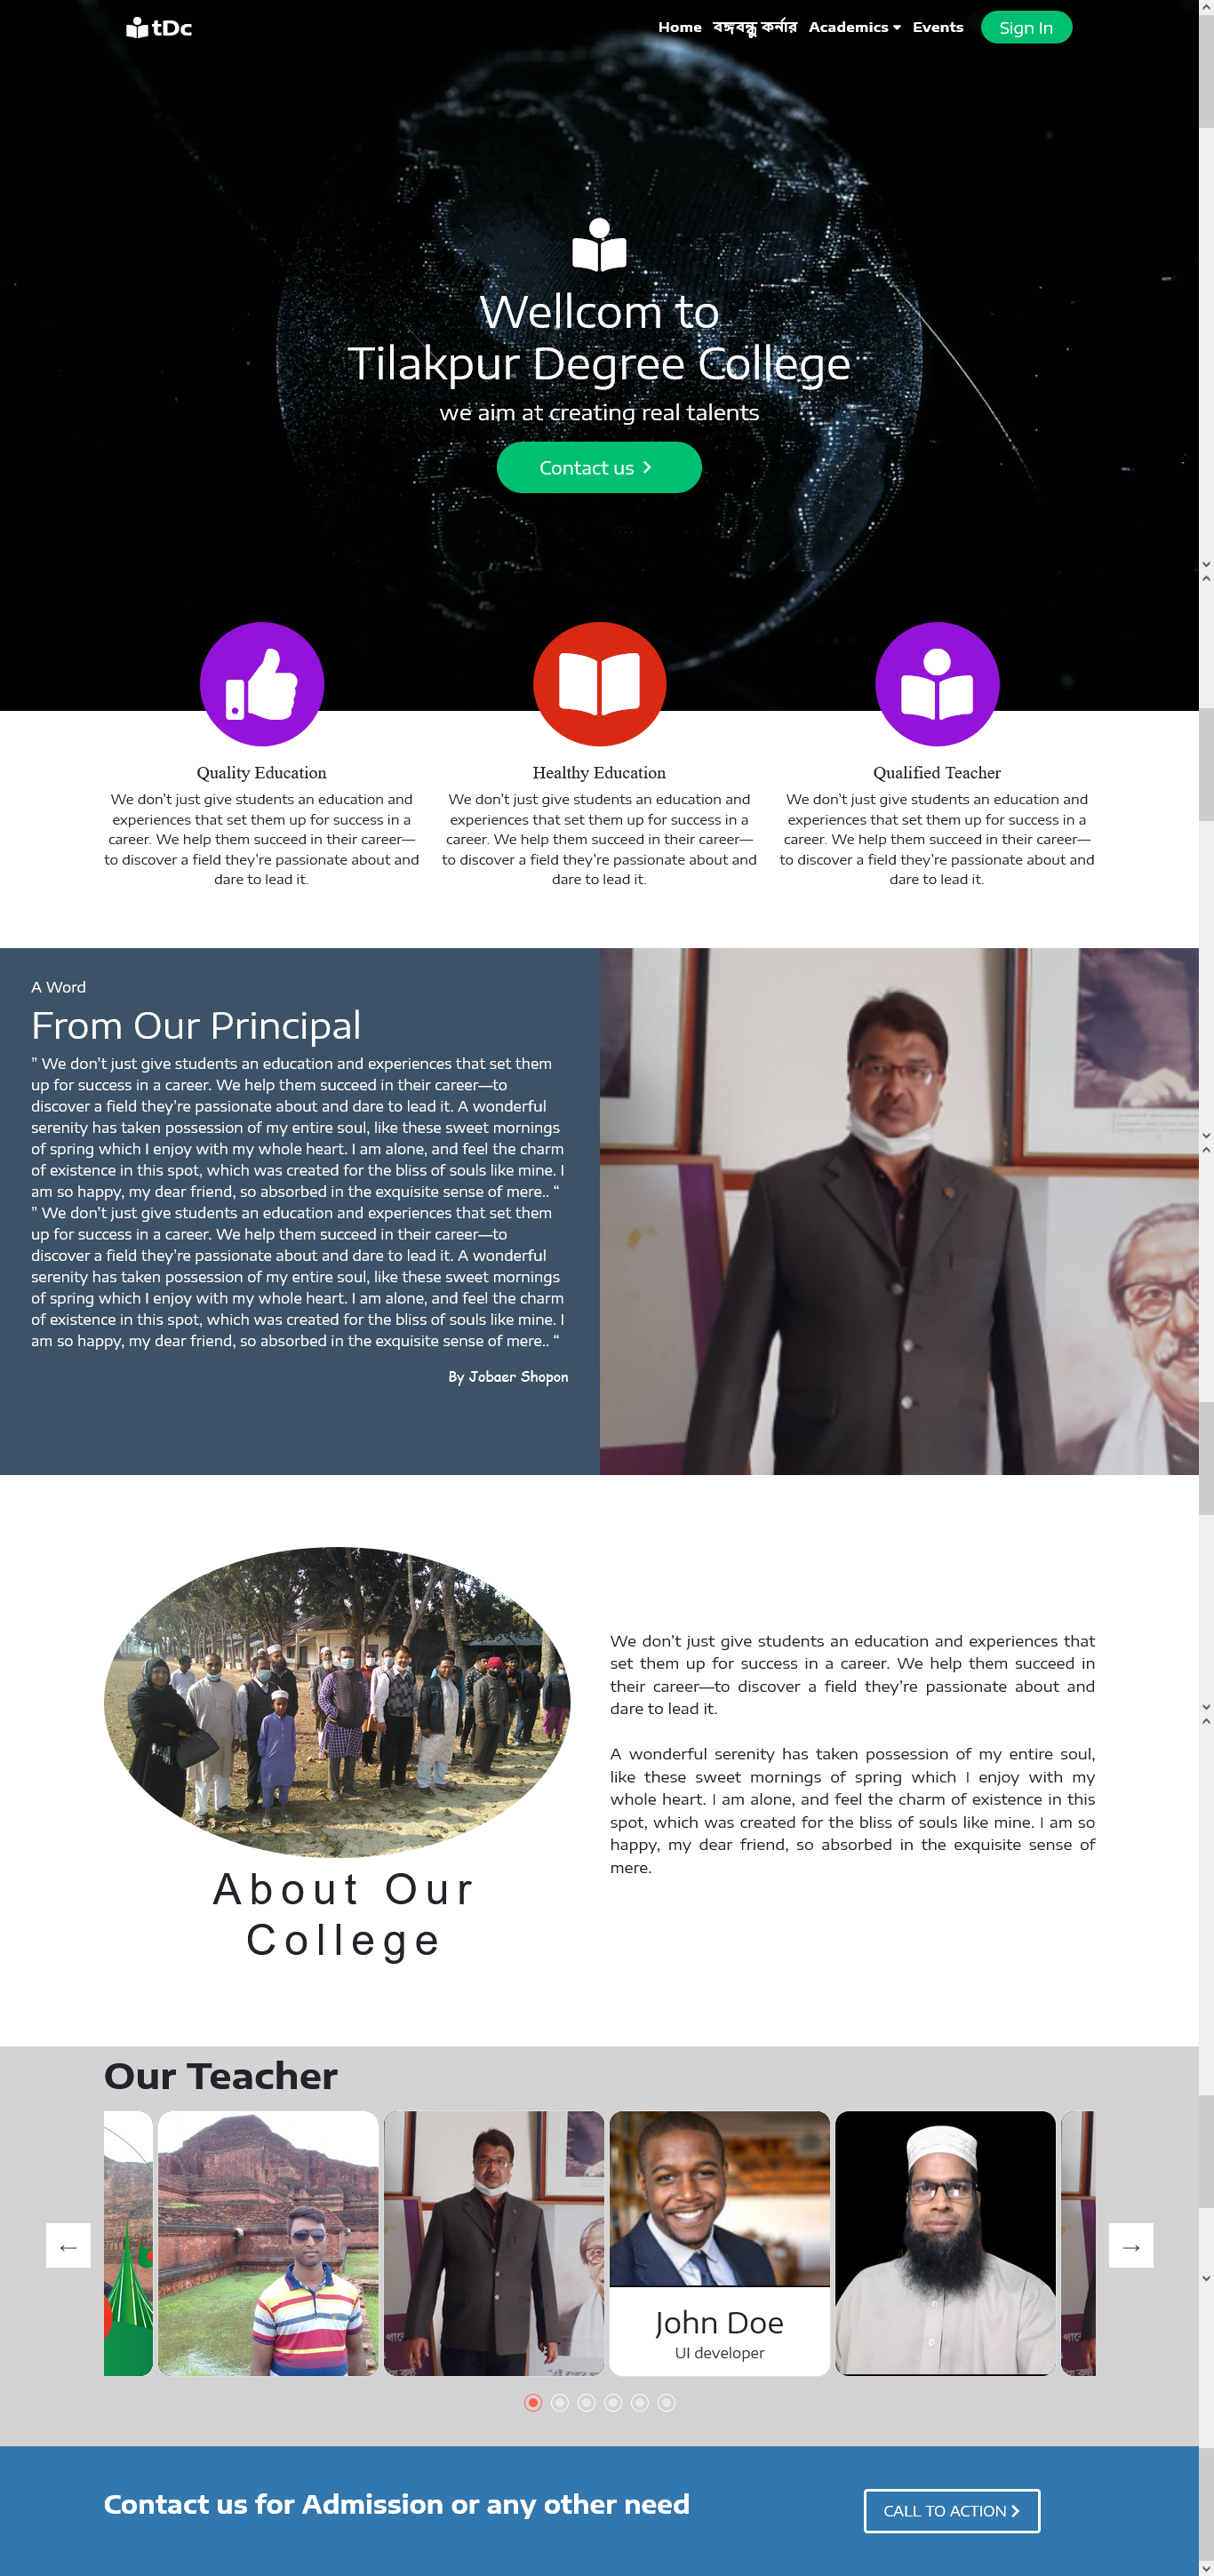 tDc
Home বঙ্গবন্ধু কর্নার Academics Events Sign In
Wellcom to
Tilakpur Degree College
we aim at creating real talents
Contact us
Quality Education
We don’t just give students an education and
experiences that set them up for success in a
career. We help them succeed in their career—
to discover a field they’re passionate about and
dare to lead it.
Healthy Education
We don’t just give students an education and
experiences that set them up for success in a
career. We help them succeed in their career—
to discover a field they’re passionate about and
dare to lead it.
Qualified Teacher
We don’t just give students an education and
experiences that set them up for success in a
career. We help them succeed in their career—
to discover a field they’re passionate about and
dare to lead it.
A Word
From Our Principal
” We don’t just give students an education and experiences that set them
up for success in a career. We help them succeed in their career—to
discover a field they’re passionate about and dare to lead it. A wonderful
serenity has taken possession of my entire soul, like these sweet mornings
of spring which I enjoy with my whole heart. I am alone, and feel the charm
of existence in this spot, which was created for the bliss of souls like mine. I
am so happy, my dear friend, so absorbed in the exquisite sense of mere.. “
” We don’t just give students an education and experiences that set them
up for success in a career. We help them succeed in their career—to
discover a field they’re passionate about and dare to lead it. A wonderful
serenity has taken possession of my entire soul, like these sweet mornings
of spring which I enjoy with my whole heart. I am alone, and feel the charm
of existence in this spot, which was created for the bliss of souls like mine. I
am so happy, my dear friend, so absorbed in the exquisite sense of mere.. “
By Jobaer Shopon
We don’t just give students an education and experiences that
set them up for success in a career. We help them succeed in
their career—to discover a field they’re passionate about and
dare to lead it.
A wonderful serenity has taken possession of my entire soul,
like these sweet mornings of spring which I enjoy with my
whole heart. I am alone, and feel the charm of existence in this
spot, which was created for the bliss of souls like mine. I am so
happy, my dear friend, so absorbed in the exquisite sense of
mere.
About Our
College
Our Teacher
←
→
John Doe
UI developer
Contact us for Admission or any other need
CALL TO ACTION